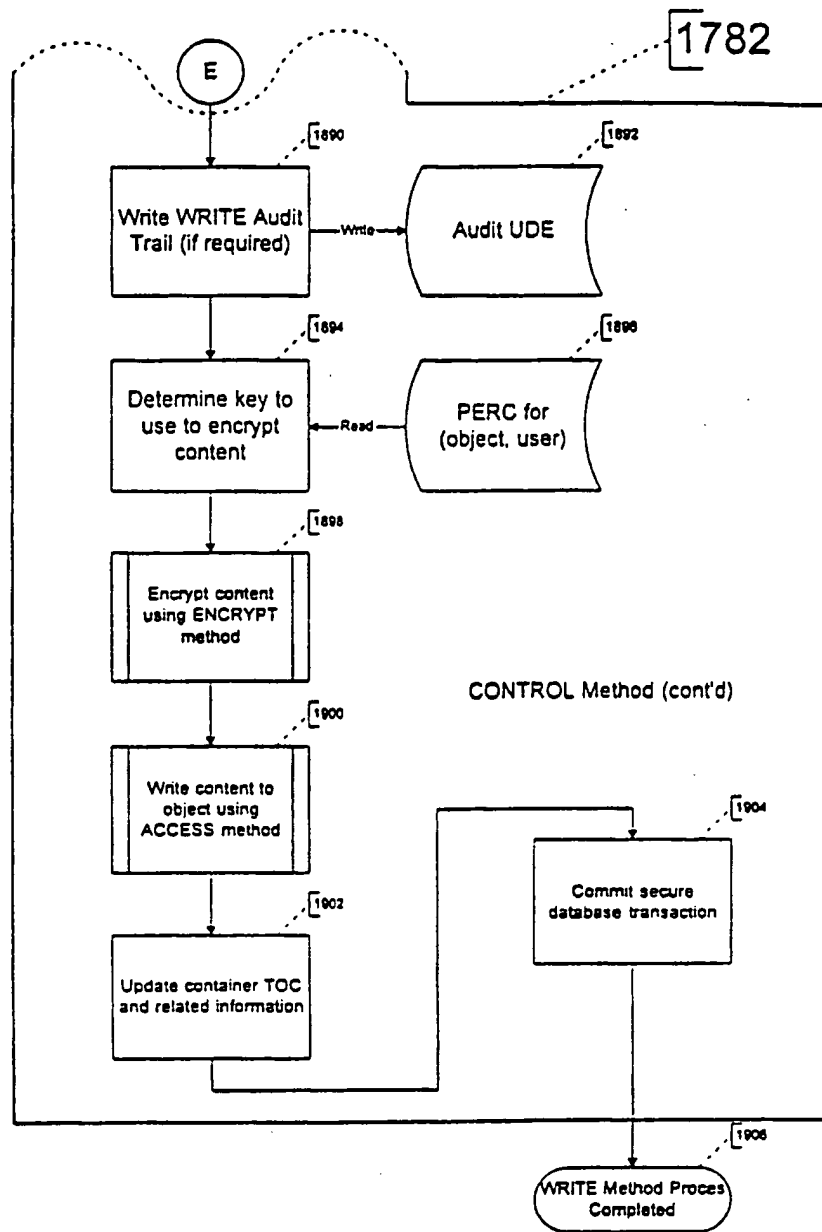 1782
E
1890
Write WRITE Audit
Trail (if required)
Write
1892
Audit UDE
1894
Determine key to
use to encrypt
content
Read
1896
PERC for
(object, user)
1898
Encrypt content
using ENCRYPT
method
CONTROL Method (cont'd)
1900
Write content to
object using
ACCESS method
1904
Commit secure
database transaction
1902
Update container TOC
and related information
1906
WRITE Method Proces
Completed